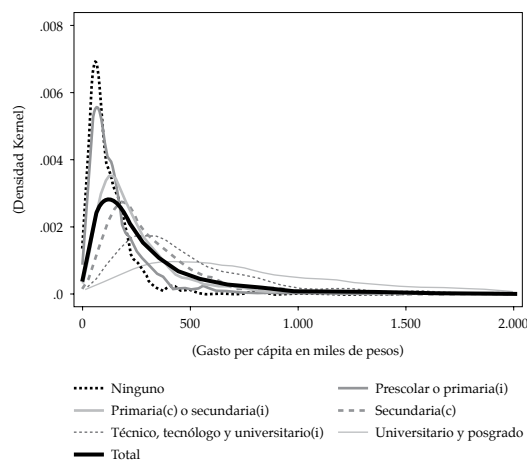 (Densidad Kernel)
.008
.006
.004
.002
.0
0
500
1.000
1.500
2.000
(Gasto per cápita en miles de pesos)
Ninguno
Prescolar o primaria(i)
Primaria(c) o secundaria(i)
Secundaria(c)
Técnico, tecnólogo y universitario(i)
Universitario y posgrado
Total